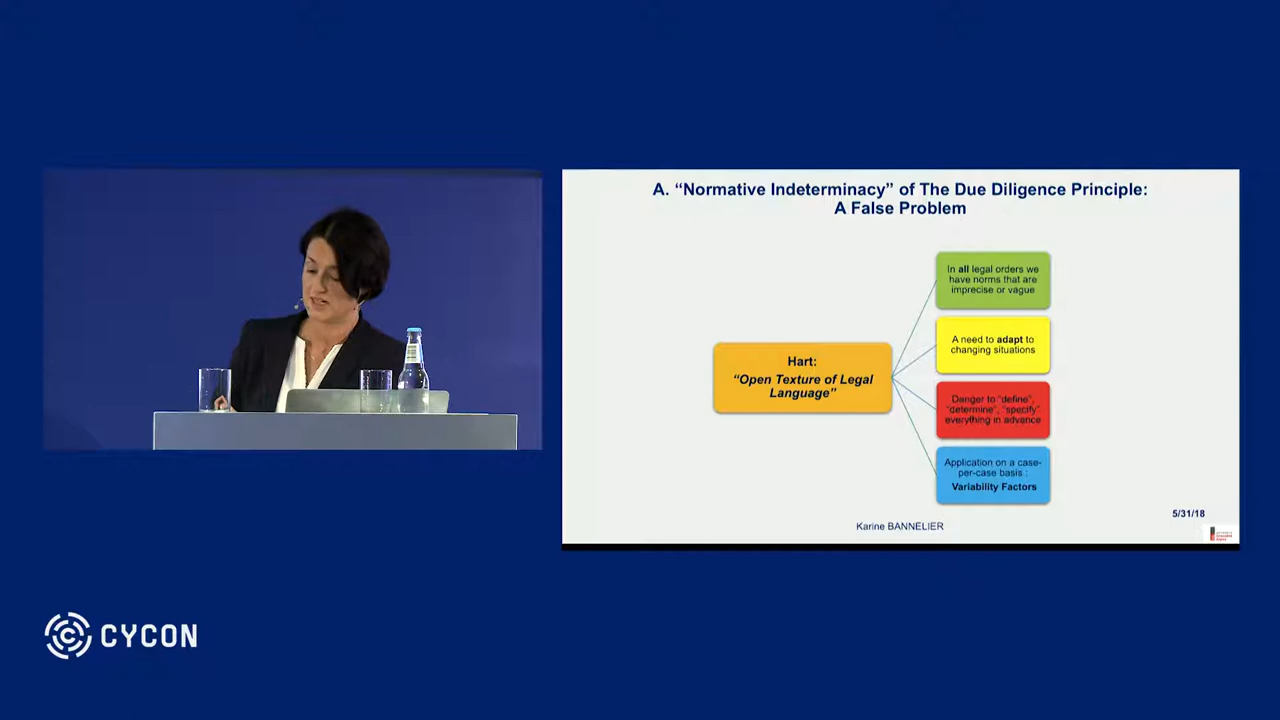 A. “Normative Indeterminacy” of The Due Diligence Principle:
A False Problem
In all legal orders we
have norms that are
imprecise or vague
A need to adapt to
changing situations
Hart:
“Open Texture of Legal
Language”
Danger to “define”,
“determine”, “specify”
everything in advance
Application on a case-
per-case basis :
Variability Factors
5/31/18
Karine BANNELIER
CYCON